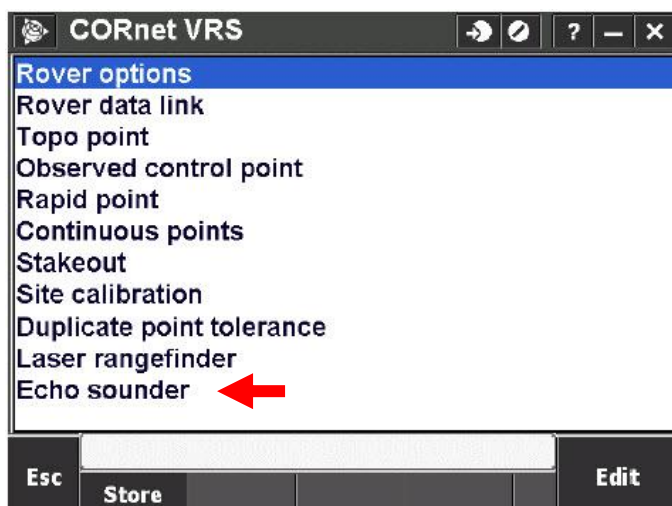 CORnet VRS ? – ×
Rover options
Rover data link
Topo point
Observed control point
Rapid point
Continuous points
Stakeout
Site calibration
Duplicate point tolerance
Laser rangefinder
Echo sounder
Esc
Store
Edit